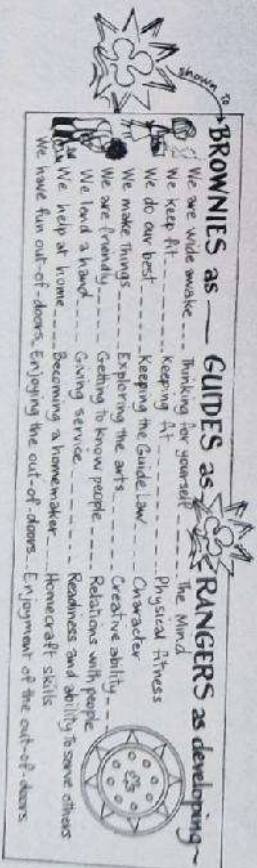 shown to
BROWNIES as — GUIDES as RANGERS as developing~
We are wide awake --- Thinking for yourself ------ The Mind
We keep fit ------ Keeping fit ------ Physical fitness
We do our best ------ Keeping the Guide Law ---- Character
We make things ----- Exploring the arts ----- Creative ability ---
We are friendly ----- Getting to know people ---- Relations with people
We lend a hand ---- Giving service ------- Readiness and ability to serve others
We help at home ---- Becoming a homemaker --- Homecraft skills
We have fun out-of-doors. Enjoying the out-of-doors --- Enjoyment of the out-of-doors